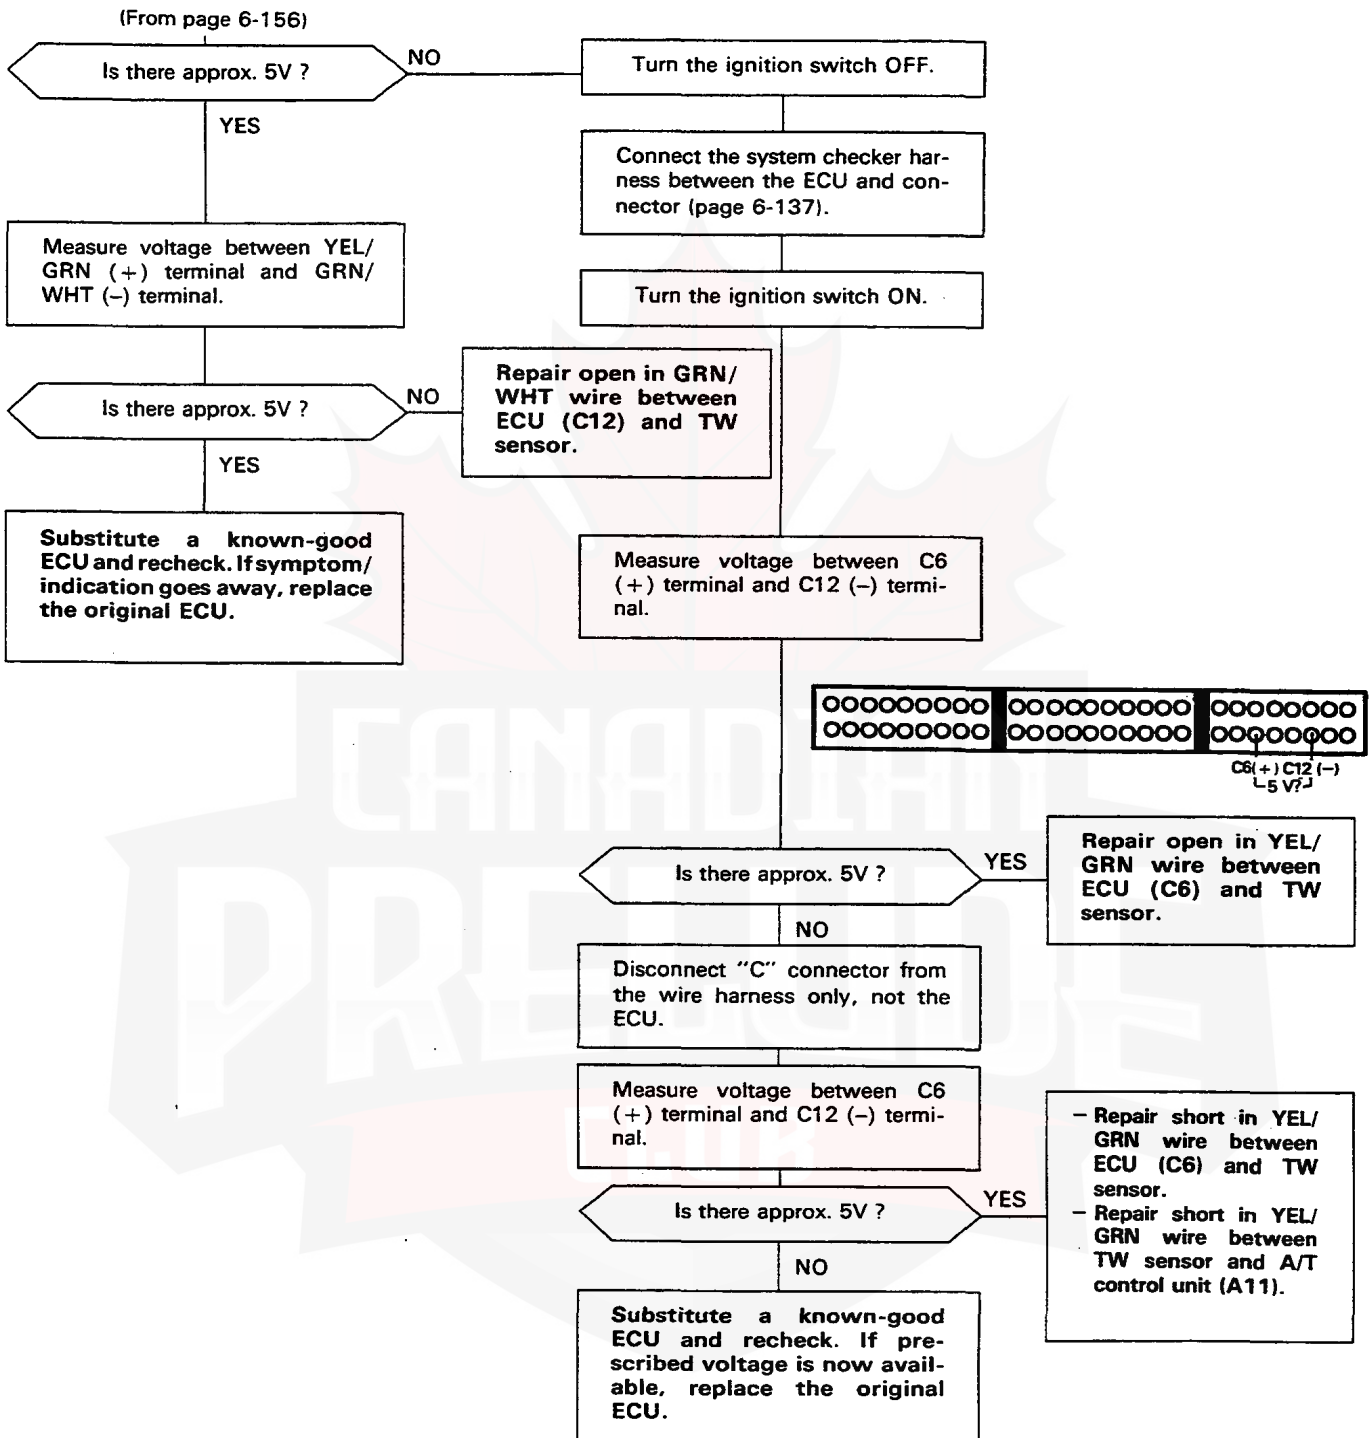 (From page 6-156)
Is there approx. 5V ?
NO
YES
Measure voltage between YEL/
GRN (+) terminal and GRN/
WHT (–) terminal.
Is there approx. 5V ?
NO
Repair open in GRN/
WHT wire between
ECU (C12) and TW
sensor.
YES
Substitute a known-good
ECU and recheck. If symptom/
indication goes away, replace
the original ECU.
Turn the ignition switch OFF.
Connect the system checker har-
ness between the ECU and con-
nector (page 6-137).
Turn the ignition switch ON.
Measure voltage between C6
(+) terminal and C12 (–) termi-
nal.
C6(+) C12 (–)
5 V?
Is there approx. 5V ?
YES
Repair open in YEL/
GRN wire between
ECU (C6) and TW
sensor.
NO
Disconnect "C" connector from
the wire harness only, not the
ECU.
Measure voltage between C6
(+) terminal and C12 (–) termi-
nal.
Is there approx. 5V ?
YES
– Repair short in YEL/
GRN wire between
ECU (C6) and TW
sensor.
– Repair short in YEL/
GRN wire between
TW sensor and A/T
control unit (A11).
NO
Substitute a known-good
ECU and recheck. If pre-
scribed voltage is now avail-
able, replace the original
ECU.
CANADIAN
PRELUDE
CLUB